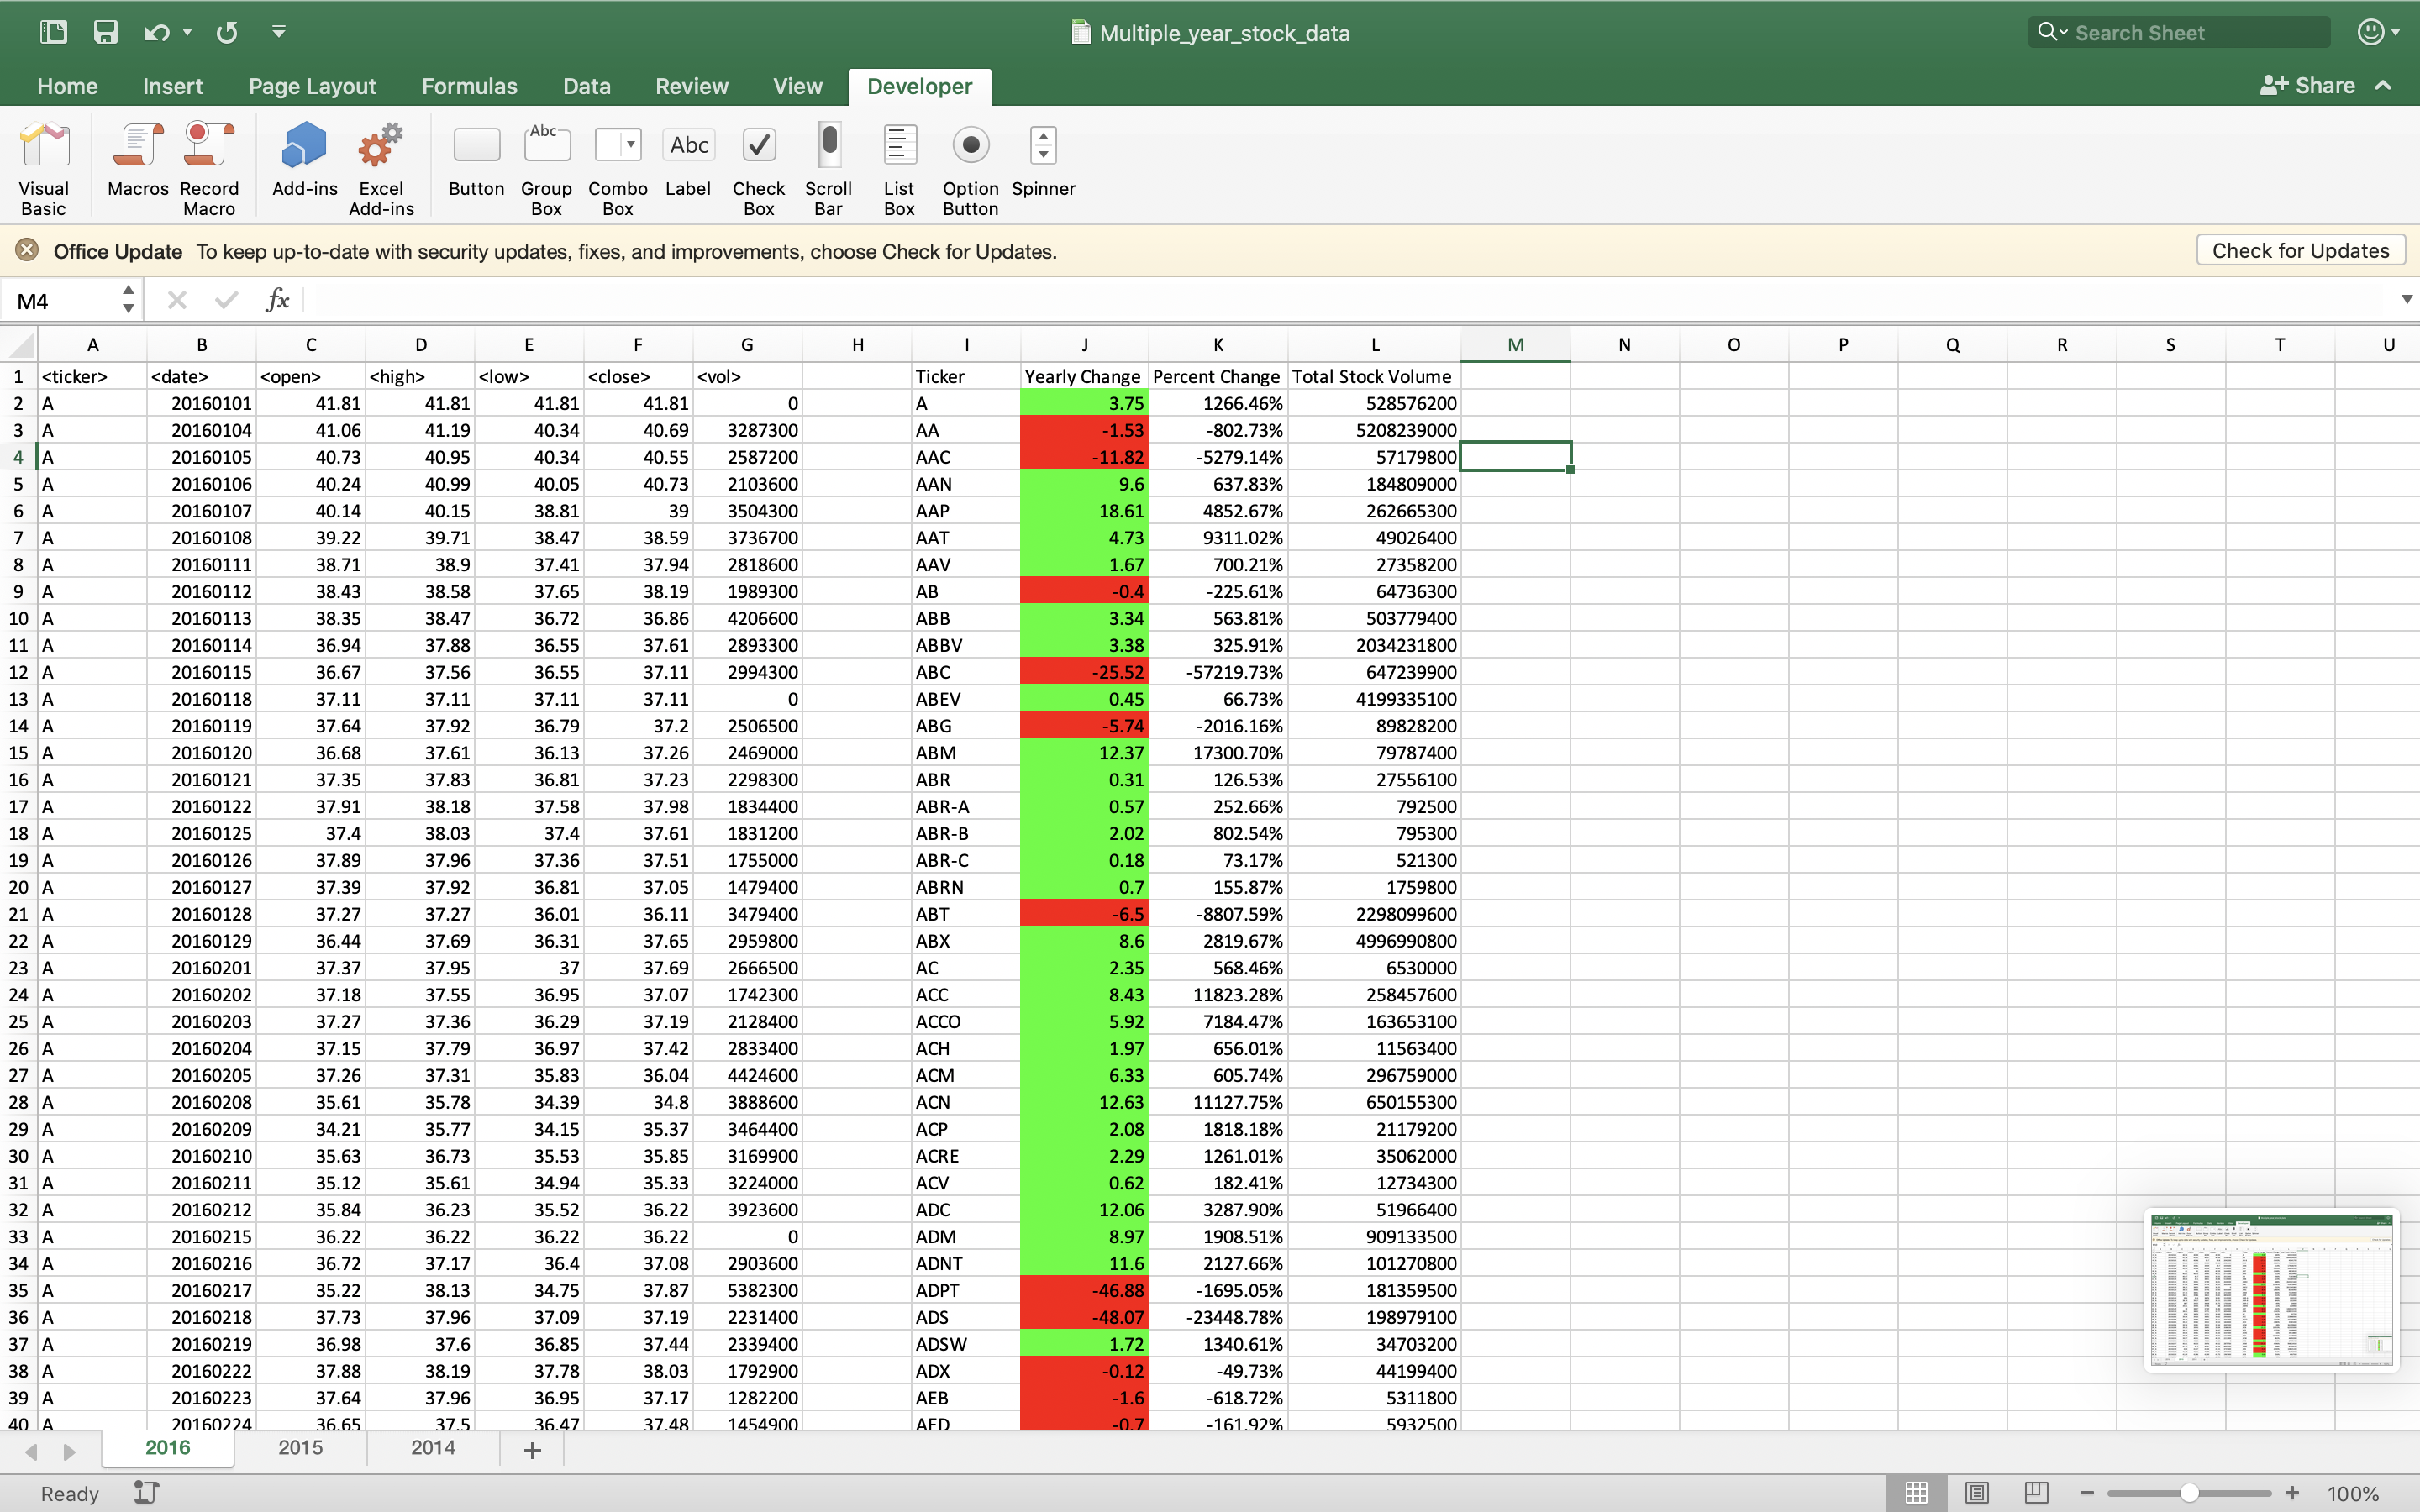 Multiple_year_stock_data
Search Sheet
Home Insert Page Layout Formulas Data Review View Developer Share
Abc Abc
Visual Basic Macros Record Macro Add-ins Excel Add-ins Button Group Box Combo Box Label Check Box Scroll Bar List Box Option Button Spinner
Office Update To keep up-to-date with security updates, fixes, and improvements, choose Check for Updates. Check for Updates
M4 fx
A B C D E F G H I J K L M N O P Q R S T U
1 <ticker> <date> <open> <high> <low> <close> <vol> Ticker Yearly Change Percent Change Total Stock Volume
2 A 20160101 41.81 41.81 41.81 41.81 0 A 3.75 1266.46% 528576200
3 A 20160104 41.06 41.19 40.34 40.69 3287300 AA -1.53 -802.73% 5208239000
4 A 20160105 40.73 40.95 40.34 40.55 2587200 AAC -11.82 -5279.14% 57179800
5 A 20160106 40.24 40.99 40.05 40.73 2103600 AAN 9.6 637.83% 184809000
6 A 20160107 40.14 40.15 38.81 39 3504300 AAP 18.61 4852.67% 262665300
7 A 20160108 39.22 39.71 38.47 38.59 3736700 AAT 4.73 9311.02% 49026400
8 A 20160111 38.71 38.9 37.41 37.94 2818600 AAV 1.67 700.21% 27358200
9 A 20160112 38.43 38.58 37.65 38.19 1989300 AB -0.4 -225.61% 64736300
10 A 20160113 38.35 38.47 36.72 36.86 4206600 ABB 3.34 563.81% 503779400
11 A 20160114 36.94 37.88 36.55 37.61 2893300 ABBV 3.38 325.91% 2034231800
12 A 20160115 36.67 37.56 36.55 37.11 2994300 ABC -25.52 -57219.73% 647239900
13 A 20160118 37.11 37.11 37.11 37.11 0 ABEV 0.45 66.73% 4199335100
14 A 20160119 37.64 37.92 36.79 37.2 2506500 ABG -5.74 -2016.16% 89828200
15 A 20160120 36.68 37.61 36.13 37.26 2469000 ABM 12.37 17300.70% 79787400
16 A 20160121 37.35 37.83 36.81 37.23 2298300 ABR 0.31 126.53% 27556100
17 A 20160122 37.91 38.18 37.58 37.98 1834400 ABR-A 0.57 252.66% 792500
18 A 20160125 37.4 38.03 37.4 37.61 1831200 ABR-B 2.02 802.54% 795300
19 A 20160126 37.89 37.96 37.36 37.51 1755000 ABR-C 0.18 73.17% 521300
20 A 20160127 37.39 37.92 36.81 37.05 1479400 ABRN 0.7 155.87% 1759800
21 A 20160128 37.27 37.27 36.01 36.11 3479400 ABT -6.5 -8807.59% 2298099600
22 A 20160129 36.44 37.69 36.31 37.65 2959800 ABX 8.6 2819.67% 4996990800
23 A 20160201 37.37 37.95 37 37.69 2666500 AC 2.35 568.46% 6530000
24 A 20160202 37.18 37.55 36.95 37.07 1742300 ACC 8.43 11823.28% 258457600
25 A 20160203 37.27 37.36 36.29 37.19 2128400 ACCO 5.92 7184.47% 163653100
26 A 20160204 37.15 37.79 36.97 37.42 2833400 ACH 1.97 656.01% 11563400
27 A 20160205 37.26 37.31 35.83 36.04 4424600 ACM 6.33 605.74% 296759000
28 A 20160208 35.61 35.78 34.39 34.8 3888600 ACN 12.63 11127.75% 650155300
29 A 20160209 34.21 35.77 34.15 35.37 3464400 ACP 2.08 1818.18% 21179200
30 A 20160210 35.63 36.73 35.53 35.85 3169900 ACRE 2.29 1261.01% 35062000
31 A 20160211 35.12 35.61 34.94 35.33 3224000 ACV 0.62 182.41% 12734300
32 A 20160212 35.84 36.23 35.52 36.22 3923600 ADC 12.06 3287.90% 51966400
33 A 20160215 36.22 36.22 36.22 36.22 0 ADM 8.97 1908.51% 909133500
34 A 20160216 36.72 37.17 36.4 37.08 2903600 ADNT 11.6 2127.66% 101270800
35 A 20160217 35.22 38.13 34.75 37.87 5382300 ADPT -46.88 -1695.05% 181359500
36 A 20160218 37.73 37.96 37.09 37.19 2231400 ADS -48.07 -23448.78% 198979100
37 A 20160219 36.98 37.6 36.85 37.44 2339400 ADSW 1.72 1340.61% 34703200
38 A 20160222 37.88 38.19 37.78 38.03 1792900 ADX -0.12 -49.73% 44199400
39 A 20160223 37.64 37.96 36.95 37.17 1282200 AEB -1.6 -618.72% 5311800
40 A 20160224 36.65 37.5 36.47 37.48 1454900 AED -0.7 -161.92% 5932500
2016 2015 2014
Ready 100%